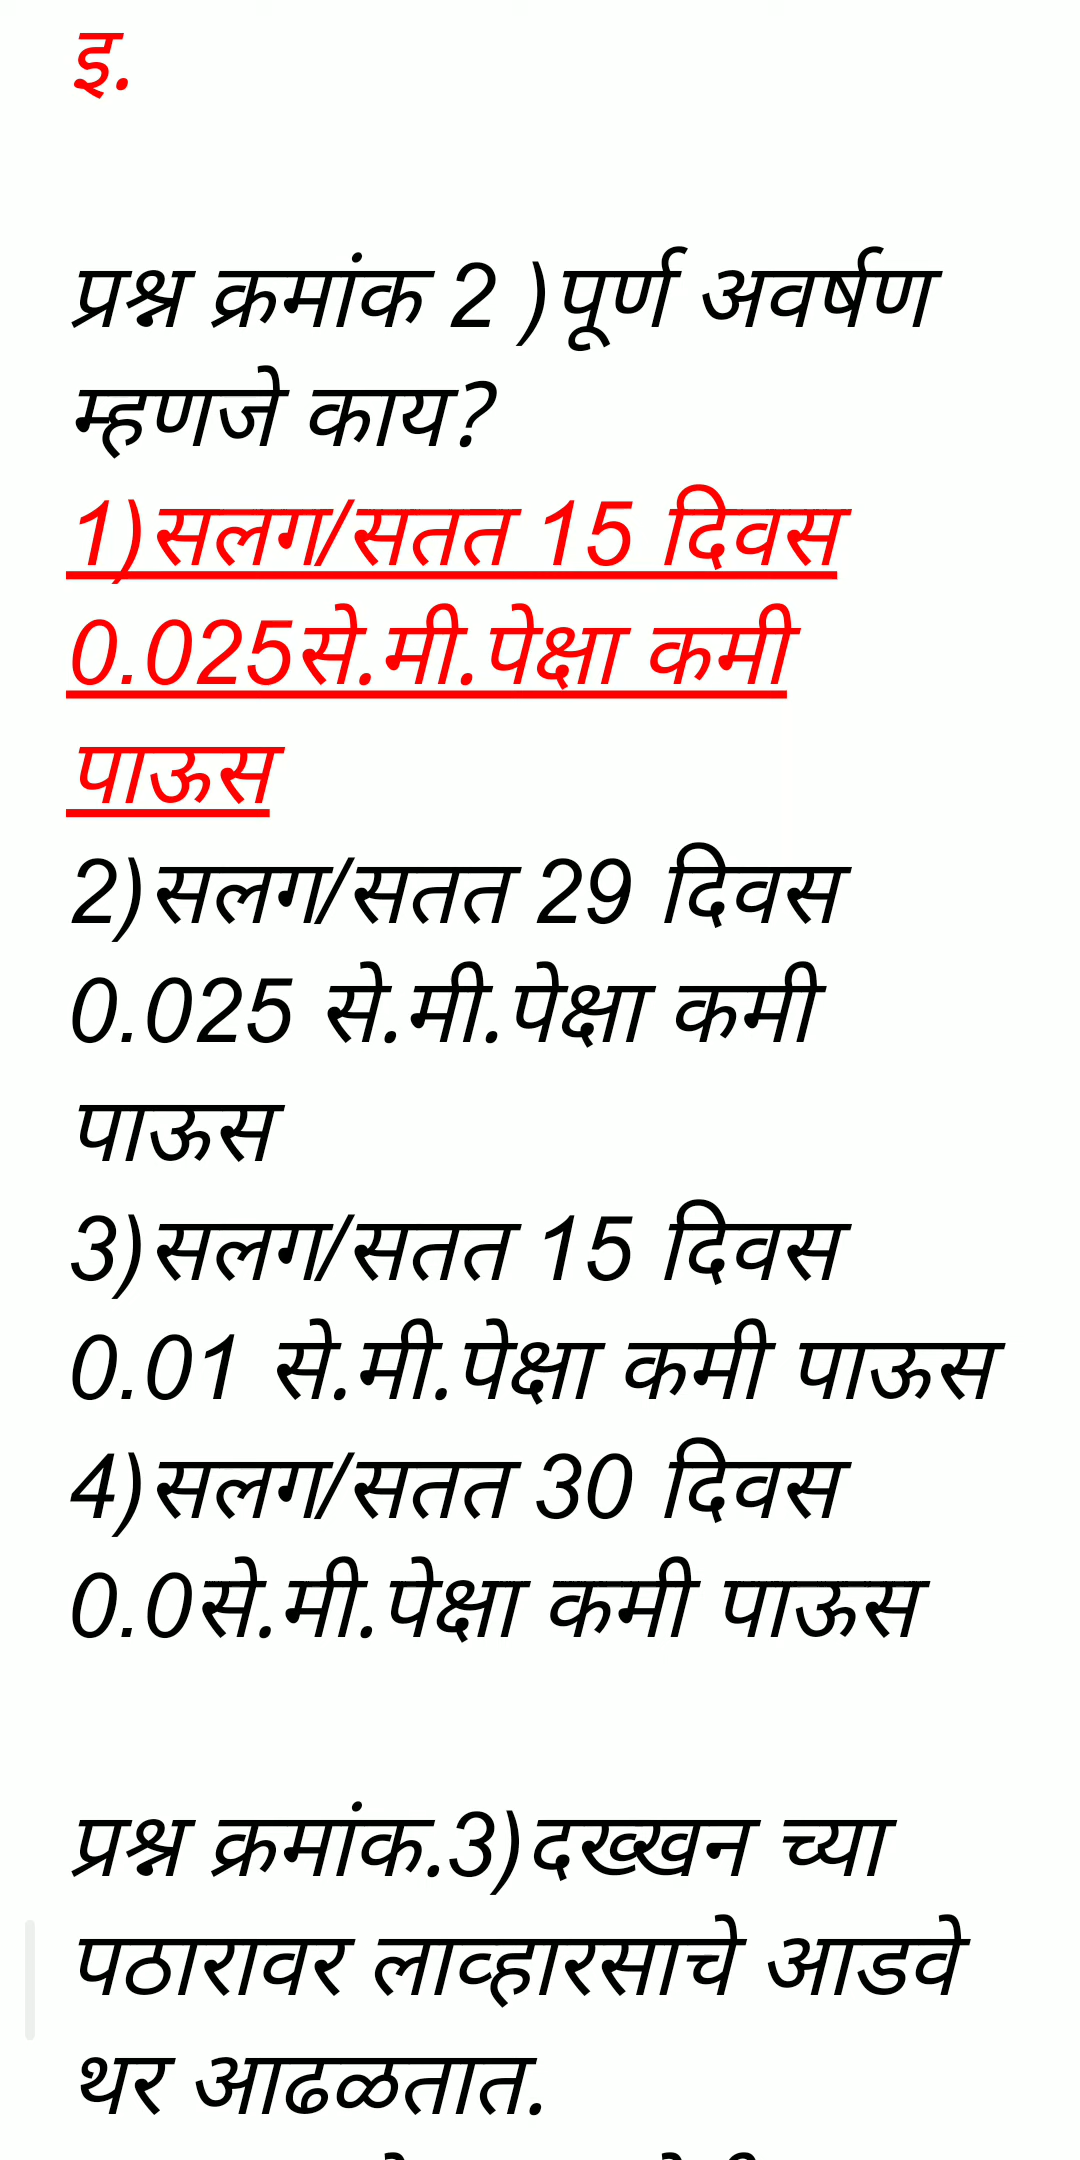 इ.
प्रश्न क्रमांक 2 )पूर्ण अवर्षण
म्हणजे काय?
1)सलग/सतत 15 दिवस
0.025से.मी.पेक्षा कमी
पाऊस
2)सलग/सतत 29 दिवस
0.025 से.मी.पेक्षा कमी
पाऊस
3)सलग/सतत 15 दिवस
0.01 से.मी.पेक्षा कमी पाऊस
4)सलग/सतत 30 दिवस
0.0से.मी.पेक्षा कमी पाऊस
प्रश्न क्रमांक.3)दख्खन च्या
पठारावर लाव्हारसाचे आडवे
थर आढळतात.